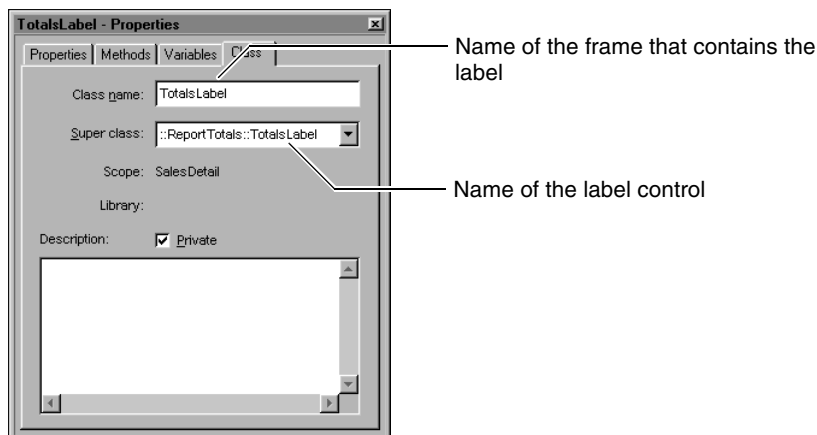 TotalsLabel - Properties
Properties Methods Variables Class
Class name: TotalsLabel
Super class: ::ReportTotals::TotalsLabel
Scope: SalesDetail
Library:
Description: Private
Name of the frame that contains the
label
Name of the label control